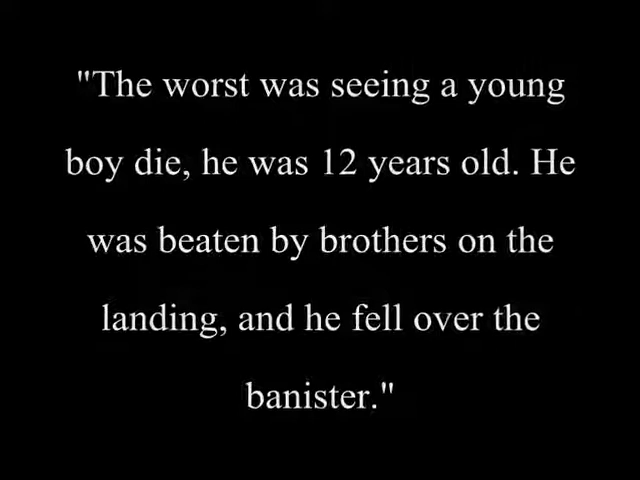 "The worst was seeing a young
boy die, he was 12 years old. He
was beaten by brothers on the
landing, and he fell over the
banister."